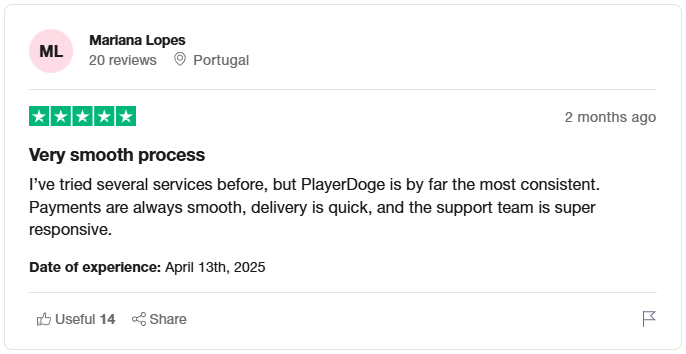 ML
Mariana Lopes
20 reviews Portugal
2 months ago
Very smooth process
I've tried several services before, but PlayerDoge is by far the most consistent.
Payments are always smooth, delivery is quick, and the support team is super
responsive.
Date of experience: April 13th, 2025
Useful 14 Share